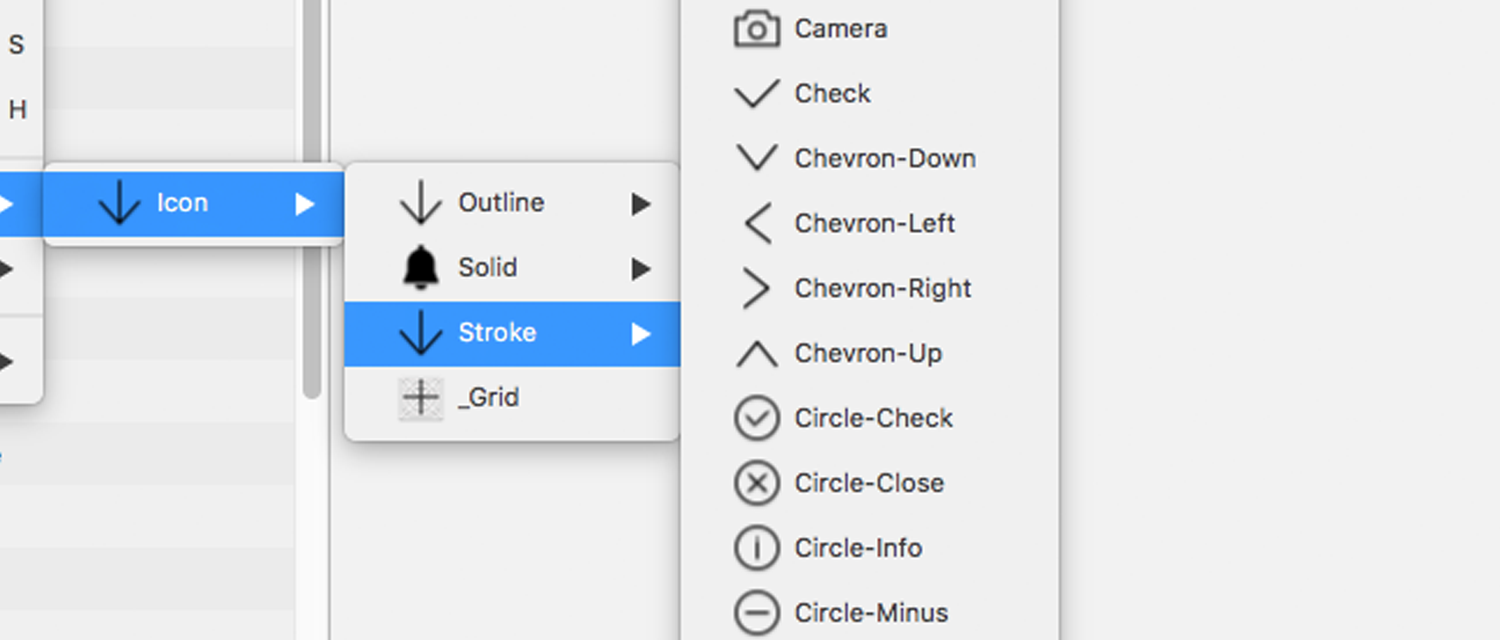 S
H
Icon
Outline
Solid
Stroke
_Grid
Camera
Check
Chevron-Down
Chevron-Left
Chevron-Right
Chevron-Up
Circle-Check
Circle-Close
Circle-Info
Circle-Minus